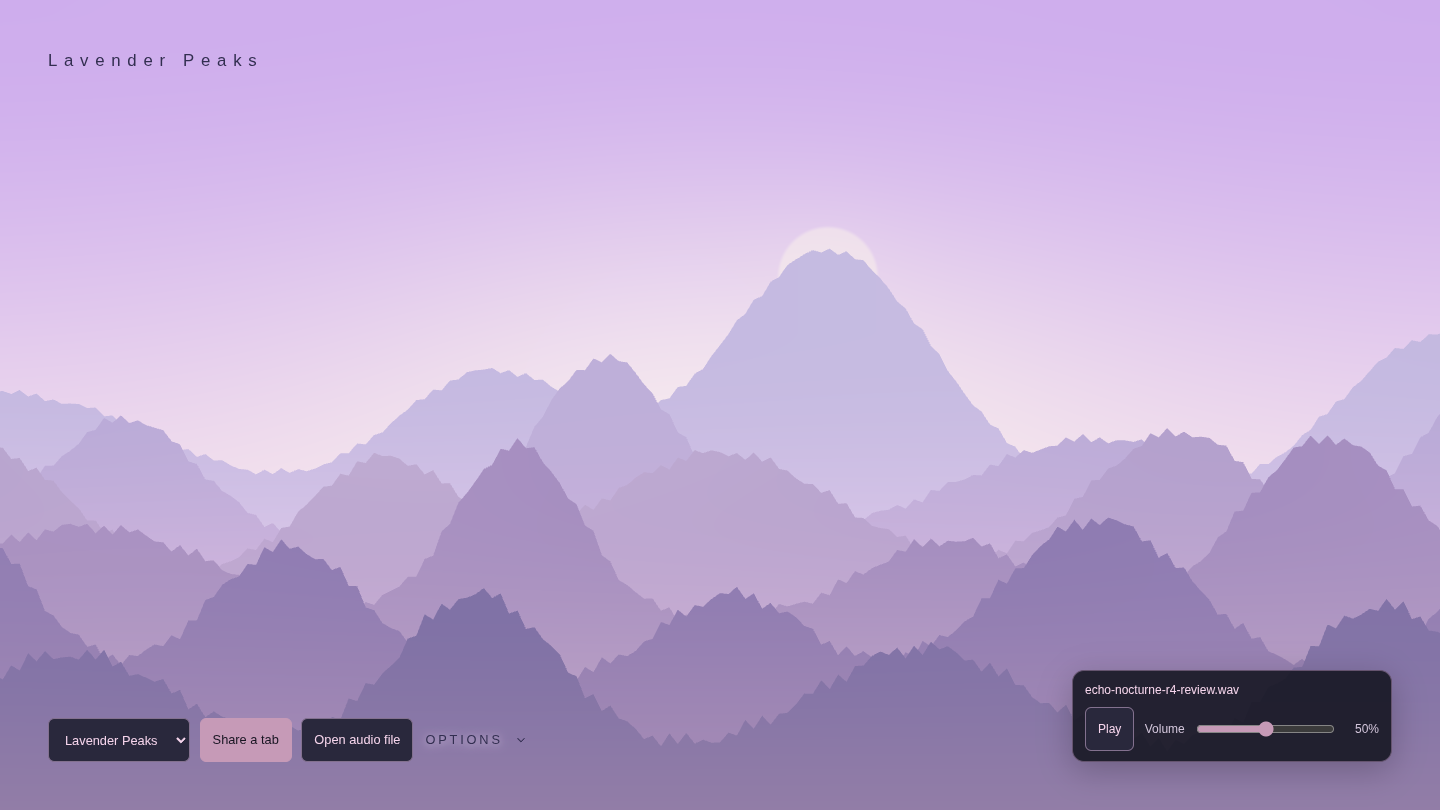 Lavender Peaks
echo-nocturne-r4-review.wav
Play Volume 50%
Lavender Peaks Share a tab Open audio file OPTIONS